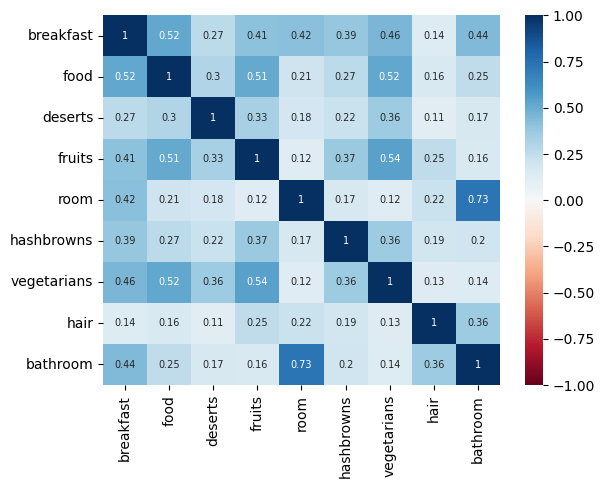 breakfast 1 0.52 0.27 0.41 0.42 0.39 0.46 0.14 0.44
food 0.52 1 0.3 0.51 0.21 0.27 0.52 0.16 0.25
deserts 0.27 0.3 1 0.33 0.18 0.22 0.36 0.11 0.17
fruits 0.41 0.51 0.33 1 0.12 0.37 0.54 0.25 0.16
room 0.42 0.21 0.18 0.12 1 0.17 0.12 0.22 0.73
hashbrowns 0.39 0.27 0.22 0.37 0.17 1 0.36 0.19 0.2
vegetarians 0.46 0.52 0.36 0.54 0.12 0.36 1 0.13 0.14
hair 0.14 0.16 0.11 0.25 0.22 0.19 0.13 1 0.36
bathroom 0.44 0.25 0.17 0.16 0.73 0.2 0.14 0.36 1
breakfast
food
deserts
fruits
room
hashbrowns
vegetarians
hair
bathroom
1.00
0.75
0.50
0.25
0.00
−0.25
−0.50
−0.75
−1.00